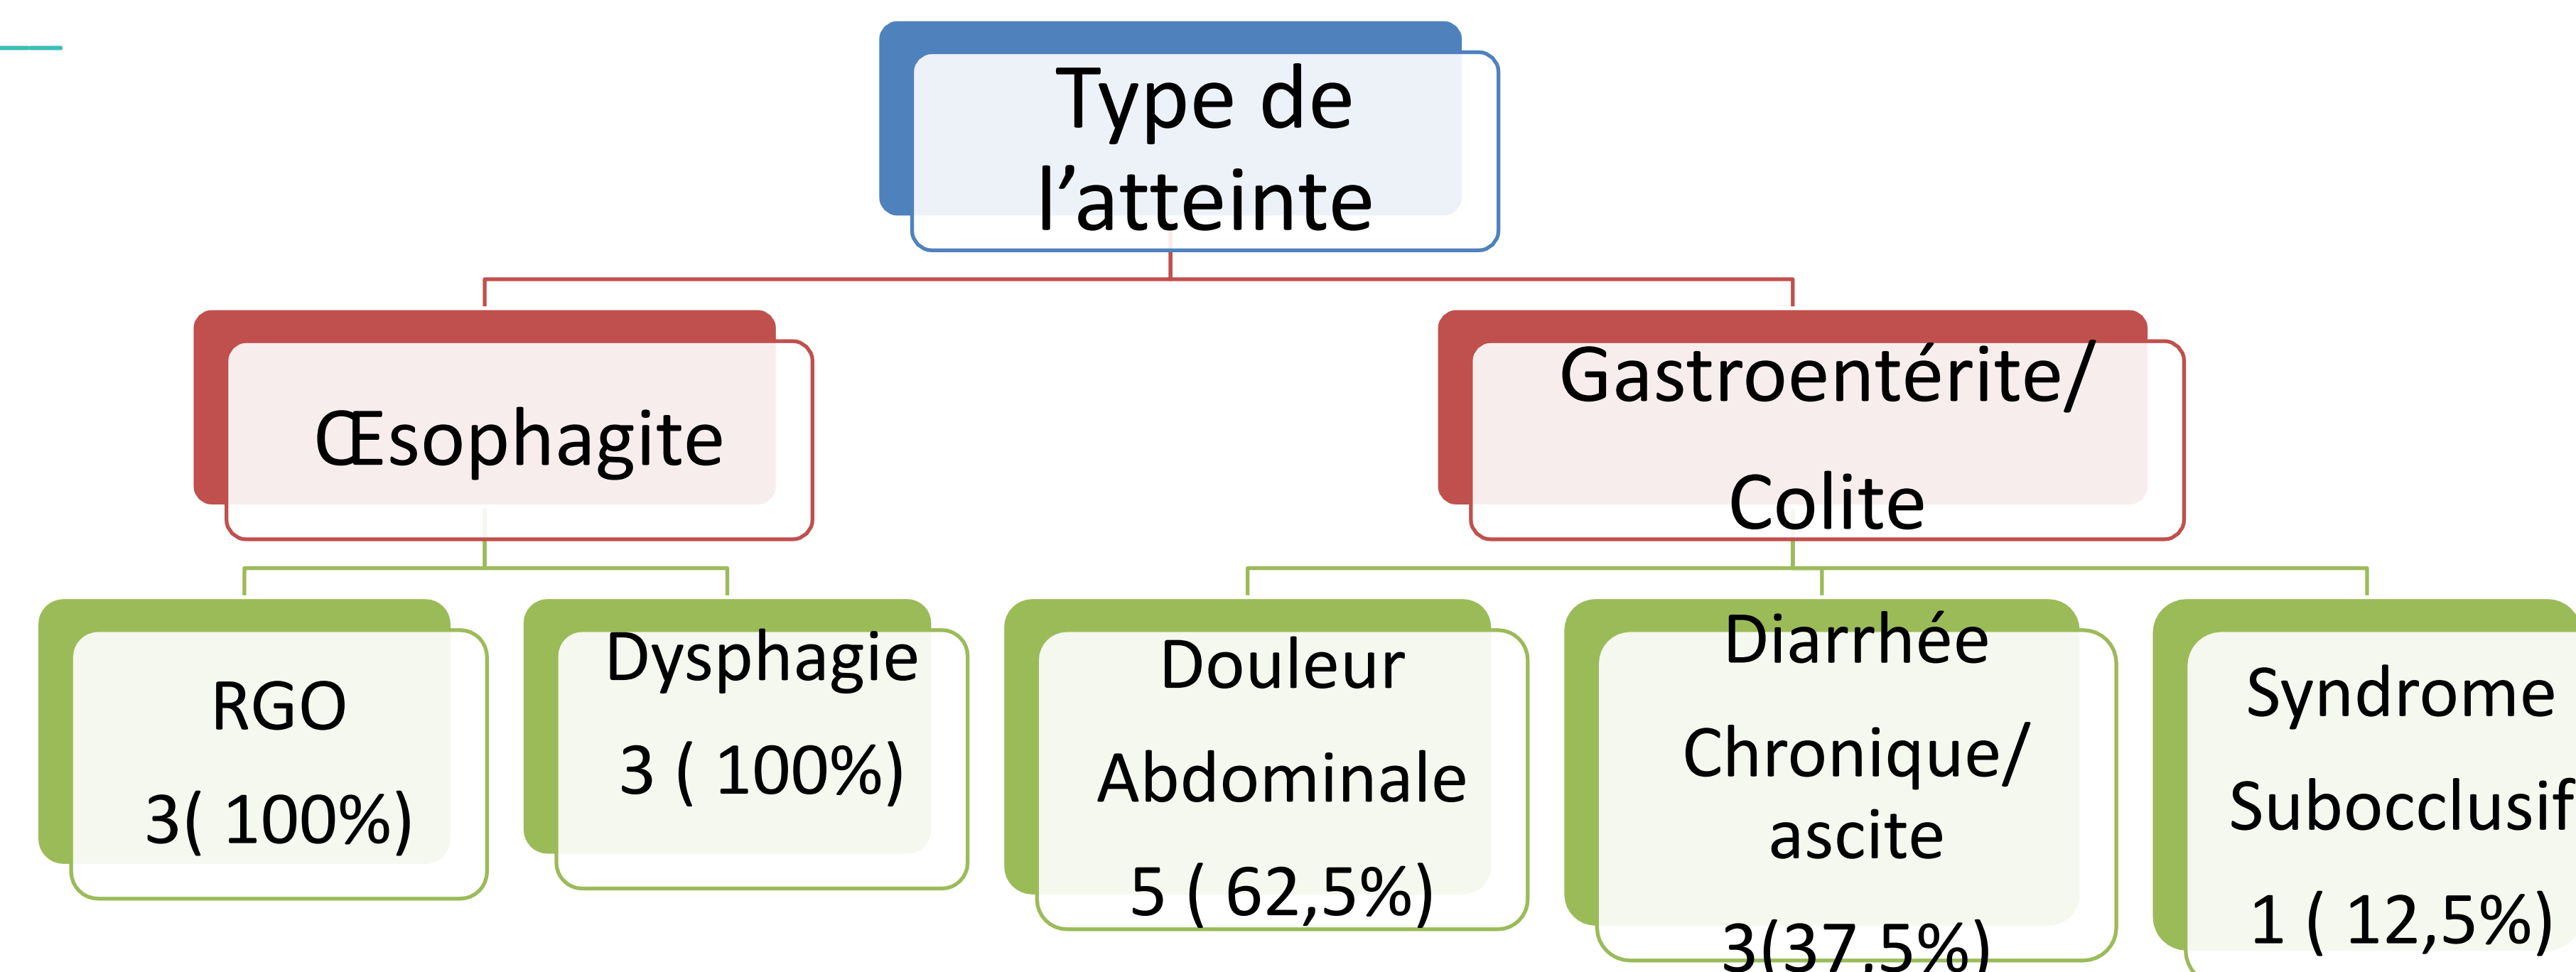 Type de
l’atteinte
Œsophagite
Gastroentérite/
Colite
RGO
3( 100%)
Dysphagie
3 ( 100%)
Douleur
Abdominale
5 ( 62,5%)
Diarrhée
Chronique/
ascite
3(37,5%)
Syndrome
Subocclusif
1 ( 12,5%)